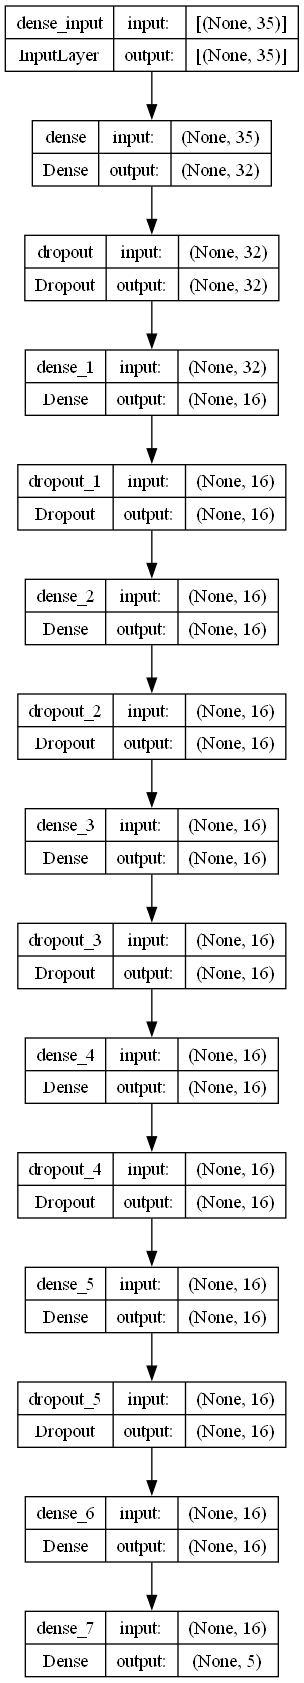 dense_input input: [(None, 35)]
InputLayer output: [(None, 35)]
dense input: (None, 35)
Dense output: (None, 32)
dropout input: (None, 32)
Dropout output: (None, 32)
dense_1 input: (None, 32)
Dense output: (None, 16)
dropout_1 input: (None, 16)
Dropout output: (None, 16)
dense_2 input: (None, 16)
Dense output: (None, 16)
dropout_2 input: (None, 16)
Dropout output: (None, 16)
dense_3 input: (None, 16)
Dense output: (None, 16)
dropout_3 input: (None, 16)
Dropout output: (None, 16)
dense_4 input: (None, 16)
Dense output: (None, 16)
dropout_4 input: (None, 16)
Dropout output: (None, 16)
dense_5 input: (None, 16)
Dense output: (None, 16)
dropout_5 input: (None, 16)
Dropout output: (None, 16)
dense_6 input: (None, 16)
Dense output: (None, 16)
dense_7 input: (None, 16)
Dense output: (None, 5)